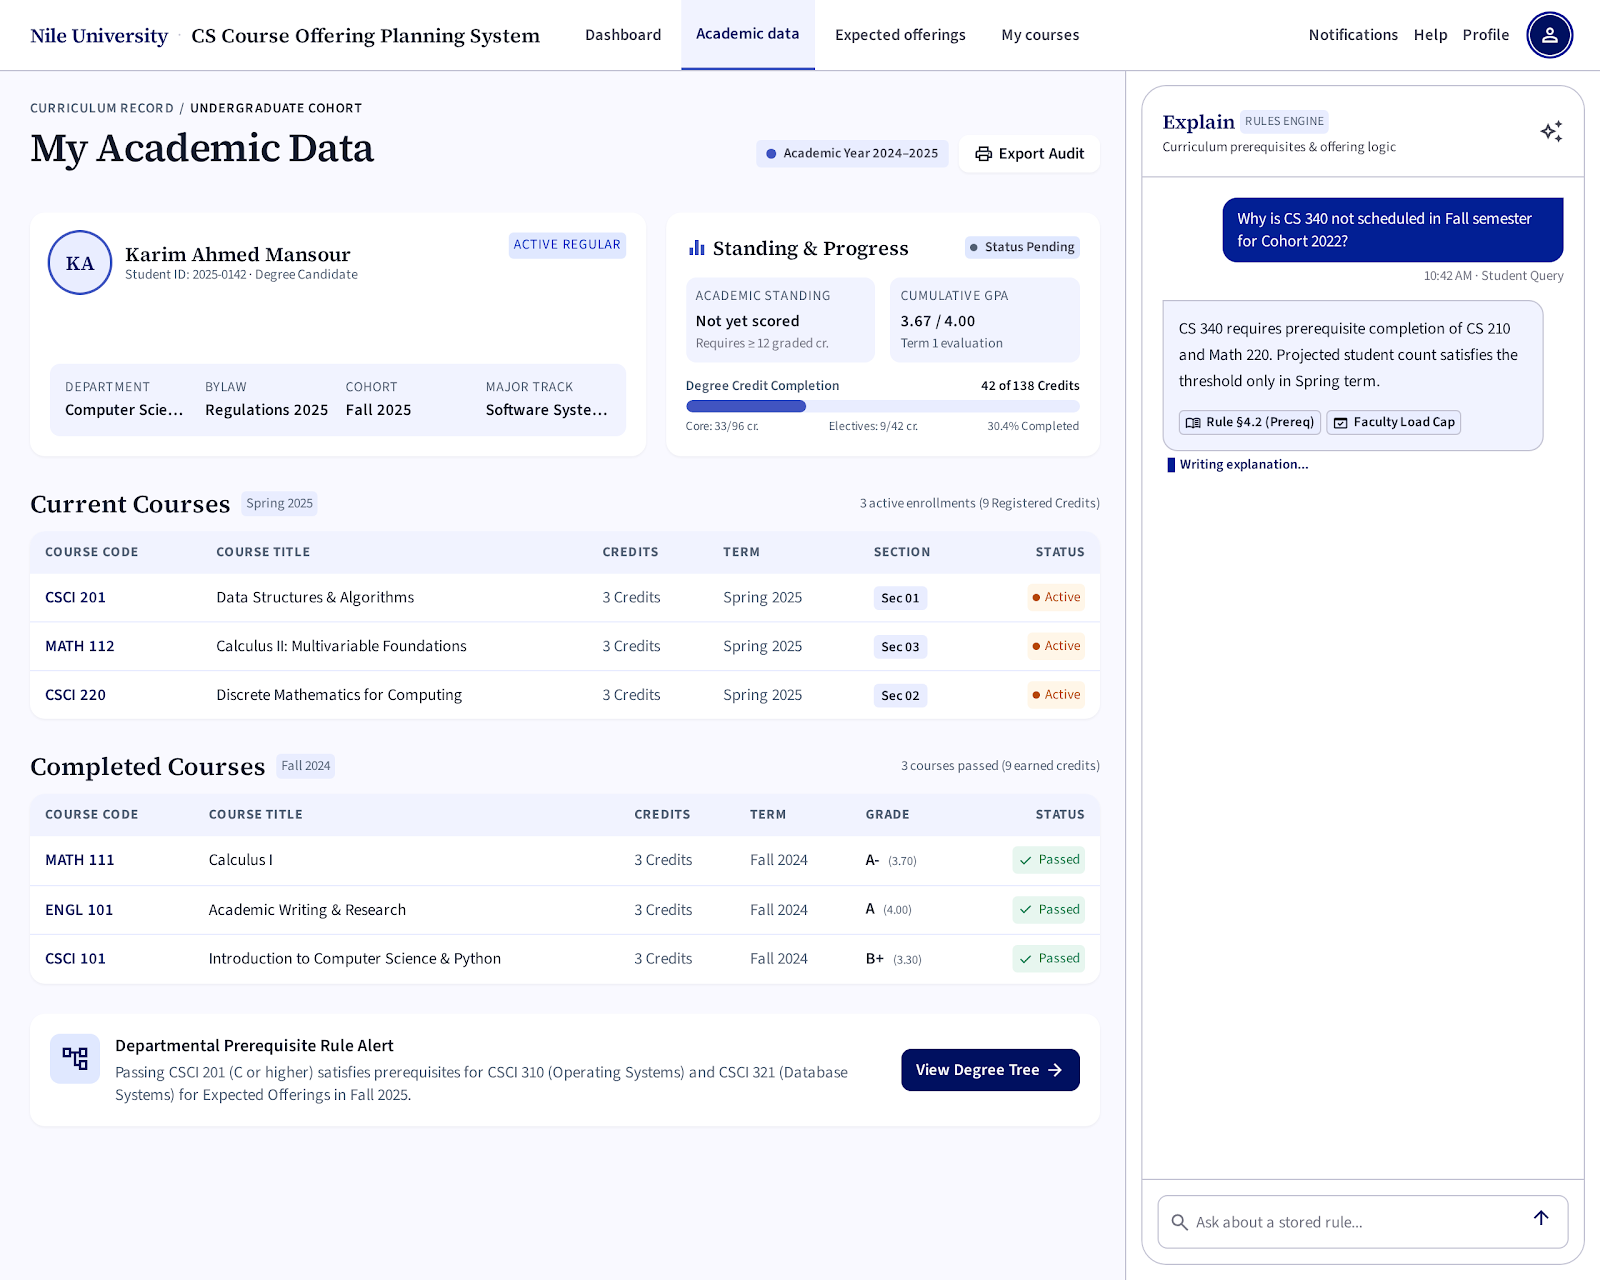 Nile University · CS Course Offering Planning System
Dashboard
Academic data
Expected offerings
My courses
Notifications
Help
Profile
CURRICULUM RECORD / UNDERGRADUATE COHORT
My Academic Data
Academic Year 2024–2025
Export Audit
KA
Karim Ahmed Mansour
Student ID: 2025-0142 · Degree Candidate
ACTIVE REGULAR
DEPARTMENT
Computer Scie...
BYLAW
Regulations 2025
COHORT
Fall 2025
MAJOR TRACK
Software Syste...
Standing & Progress
Status Pending
ACADEMIC STANDING
Not yet scored
Requires ≥ 12 graded cr.
CUMULATIVE GPA
3.67 / 4.00
Term 1 evaluation
Degree Credit Completion
42 of 138 Credits
Core: 33/96 cr.
Electives: 9/42 cr.
30.4% Completed
Current Courses
Spring 2025
3 active enrollments (9 Registered Credits)
COURSE CODE COURSE TITLE CREDITS TERM SECTION STATUS
CSCI 201 Data Structures & Algorithms 3 Credits Spring 2025 Sec 01 Active
MATH 112 Calculus II: Multivariable Foundations 3 Credits Spring 2025 Sec 03 Active
CSCI 220 Discrete Mathematics for Computing 3 Credits Spring 2025 Sec 02 Active
Completed Courses
Fall 2024
3 courses passed (9 earned credits)
COURSE CODE COURSE TITLE CREDITS TERM GRADE STATUS
MATH 111 Calculus I 3 Credits Fall 2024 A- (3.70) Passed
ENGL 101 Academic Writing & Research 3 Credits Fall 2024 A (4.00) Passed
CSCI 101 Introduction to Computer Science & Python 3 Credits Fall 2024 B+ (3.30) Passed
Departmental Prerequisite Rule Alert
Passing CSCI 201 (C or higher) satisfies prerequisites for CSCI 310 (Operating Systems) and CSCI 321 (Database
Systems) for Expected Offerings in Fall 2025.
View Degree Tree
Explain
RULES ENGINE
Curriculum prerequisites & offering logic
Why is CS 340 not scheduled in Fall semester
for Cohort 2022?
10:42 AM · Student Query
CS 340 requires prerequisite completion of CS 210
and Math 220. Projected student count satisfies the
threshold only in Spring term.
Rule §4.2 (Prereq)
Faculty Load Cap
Writing explanation...
Ask about a stored rule...